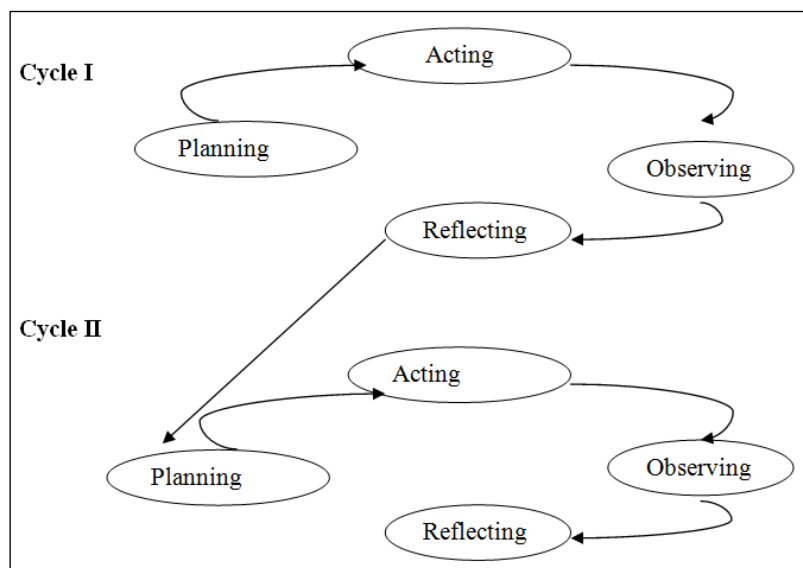 Acting
Cycle I
Planning
Observing
Reflecting
Cycle II
Acting
Planning
Observing
Reflecting